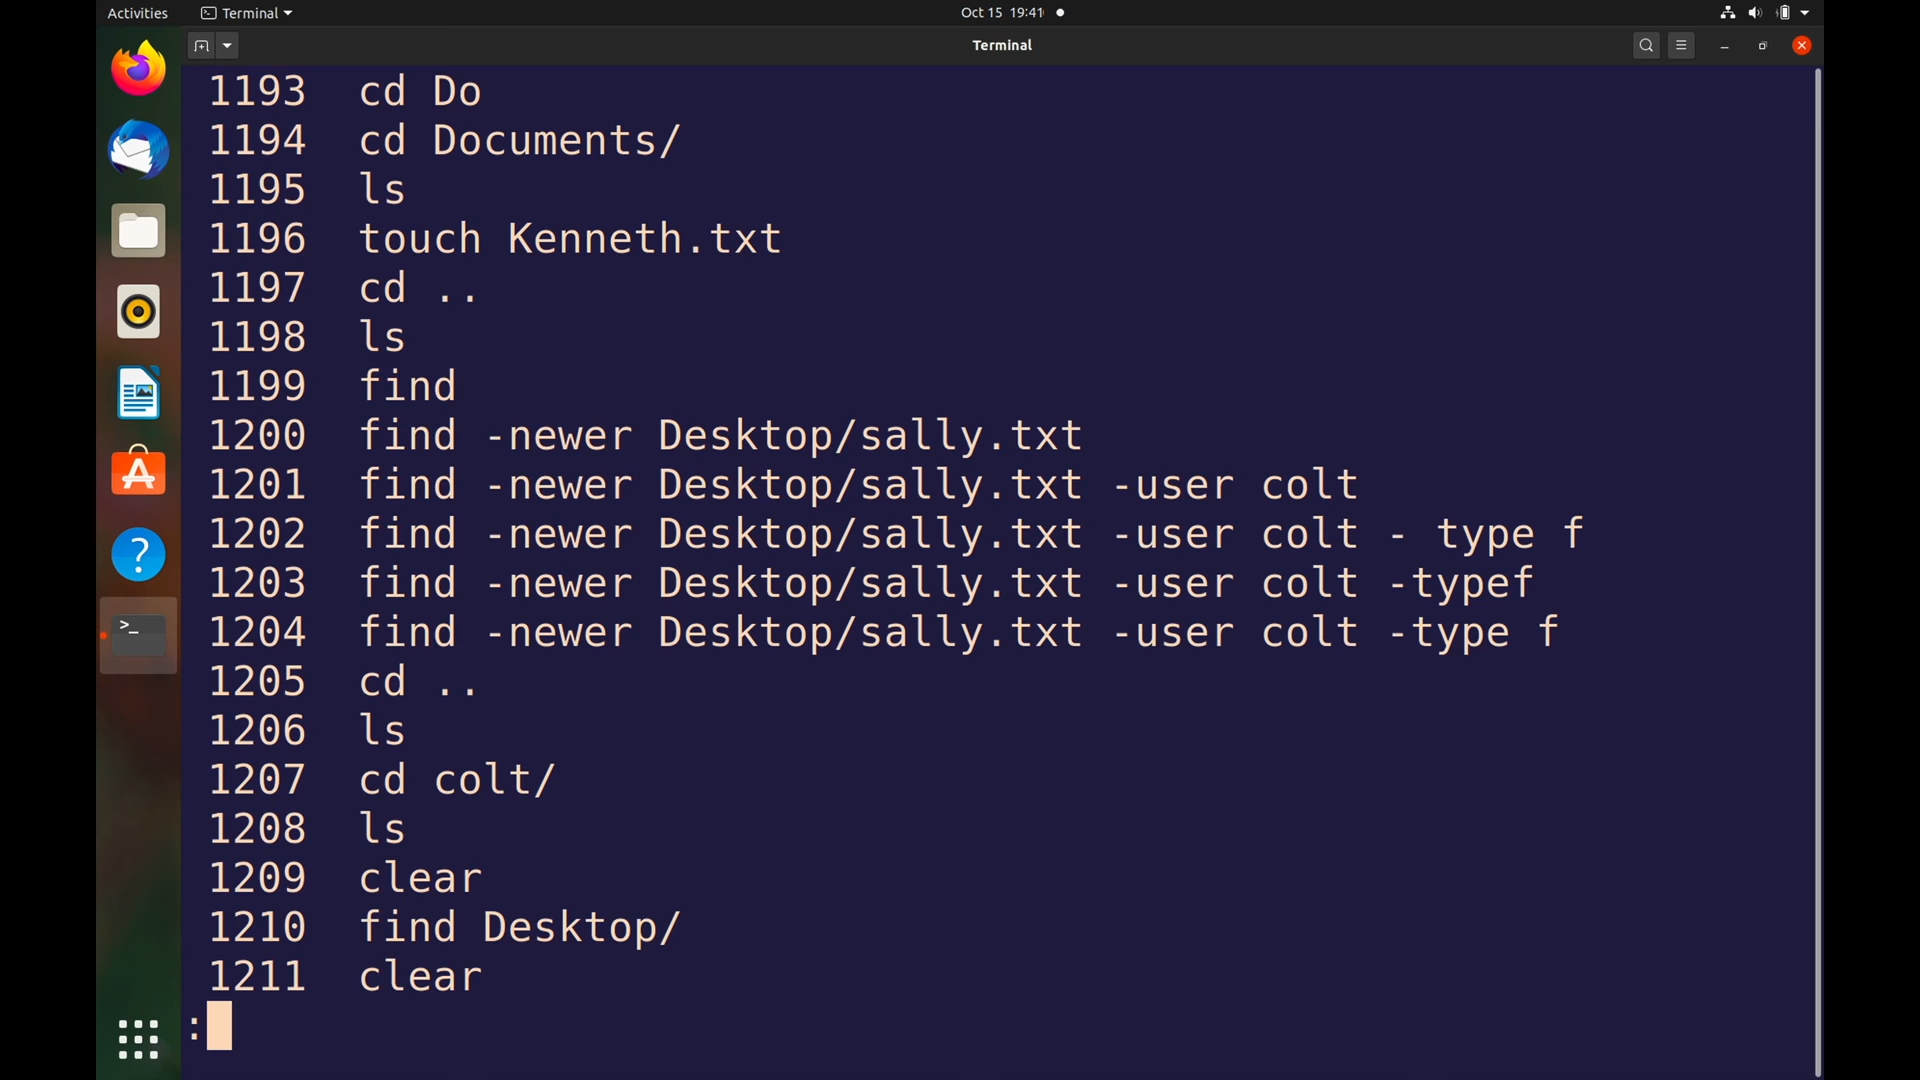 Activities Terminal Oct 15 19:41
Terminal
1193 cd Do
1194 cd Documents/
1195 ls
1196 touch Kenneth.txt
1197 cd ..
1198 ls
1199 find
1200 find -newer Desktop/sally.txt
1201 find -newer Desktop/sally.txt -user colt
1202 find -newer Desktop/sally.txt -user colt - type f
1203 find -newer Desktop/sally.txt -user colt -typef
1204 find -newer Desktop/sally.txt -user colt -type f
1205 cd ..
1206 ls
1207 cd colt/
1208 ls
1209 clear
1210 find Desktop/
1211 clear
: